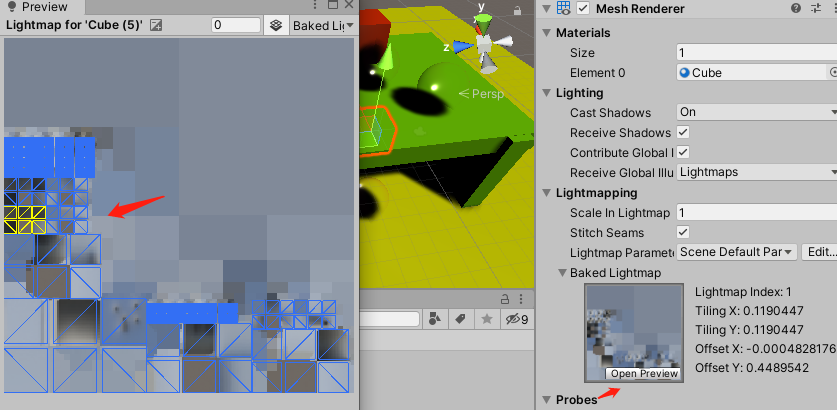 Preview
Lightmap for 'Cube (5)'
0
Baked Lig
y
z
x
Persp
9
Mesh Renderer
Materials
Size
1
Element 0
Cube
Lighting
Cast Shadows
On
Receive Shadows
Contribute Global I
Receive Global Illu
Lightmaps
Lightmapping
Scale In Lightmap
1
Stitch Seams
Lightmap Paramete
Scene Default Par
Edit...
Baked Lightmap
Open Preview
Lightmap Index: 1
Tiling X: 0.1190447
Tiling Y: 0.1190447
Offset X: -0.0004828176
Offset Y: 0.4489542
Probes